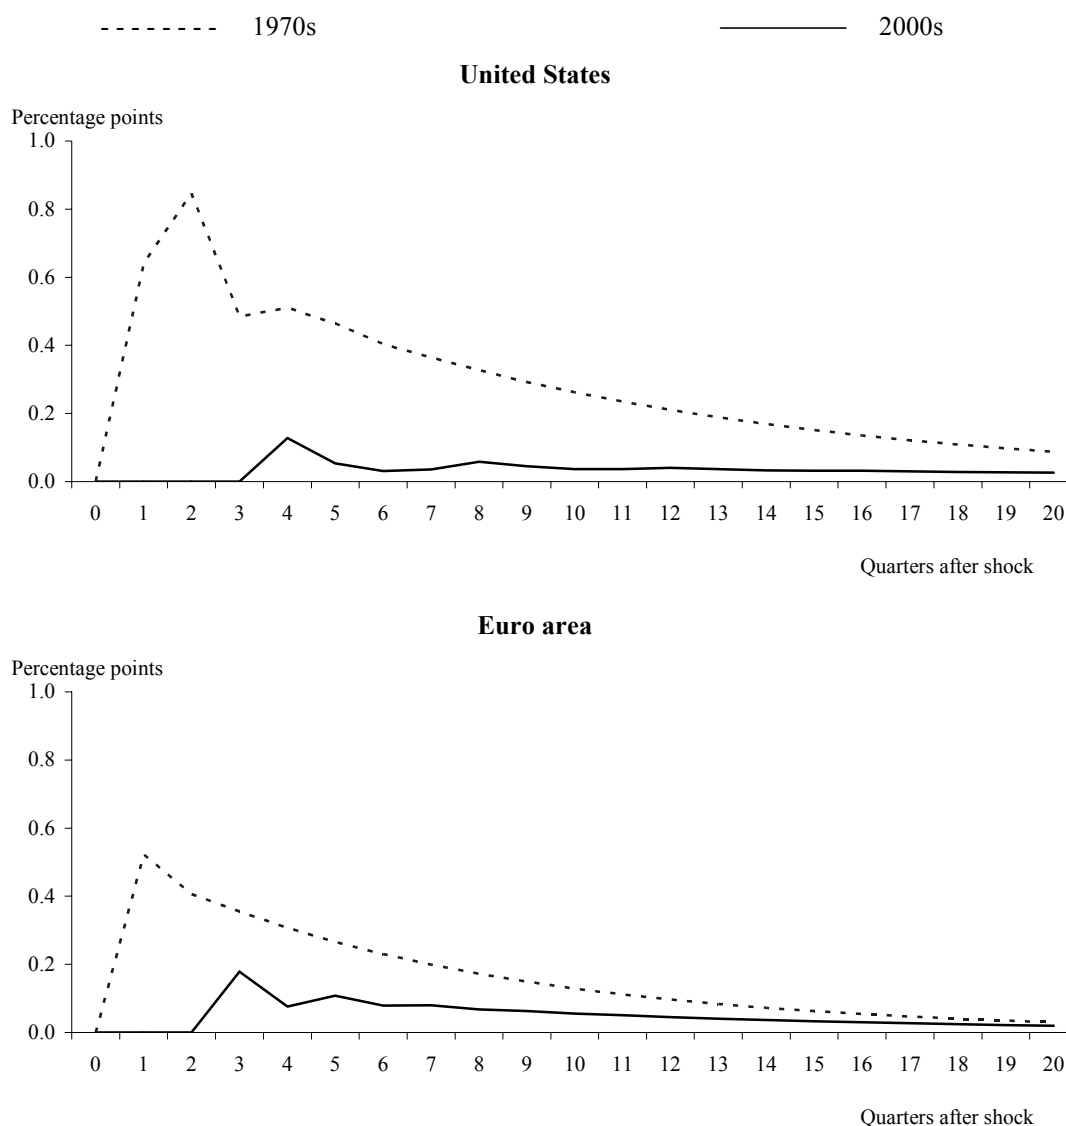 1970s 2000s
United States
Percentage points
1.0
0.8
0.6
0.4
0.2
0.0
0 1 2 3 4 5 6 7 8 9 10 11 12 13 14 15 16 17 18 19 20
Quarters after shock
Euro area
Percentage points
1.0
0.8
0.6
0.4
0.2
0.0
0 1 2 3 4 5 6 7 8 9 10 11 12 13 14 15 16 17 18 19 20
Quarters after shock